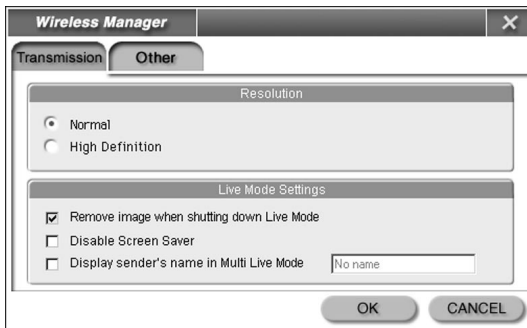 Wireless Manager
Transmission Other
Resolution
Normal
High Definition
Live Mode Settings
Remove image when shutting down Live Mode
Disable Screen Saver
Display sender's name in Multi Live Mode No name
OK CANCEL